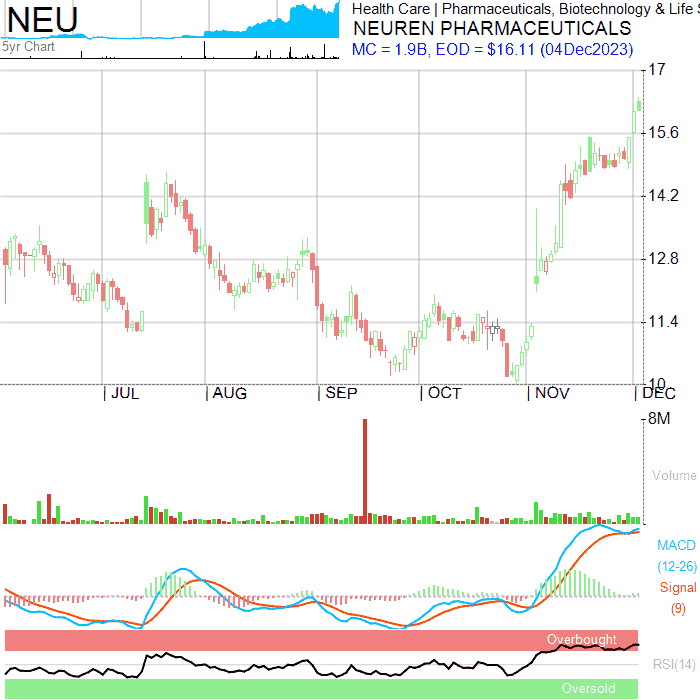 NEU
5yr Chart
Health Care | Pharmaceuticals, Biotechnology & Life S
NEUREN PHARMACEUTICALS
MC = 1.9B, EOD = $16.11 (04Dec2023)
17
15.6
14.2
12.8
11.4
10
JUL
AUG
SEP
OCT
NOV
DEC
8M
Volume
MACD
(12-26)
Signal
(9)
Overbought
RSI(14)
Oversold